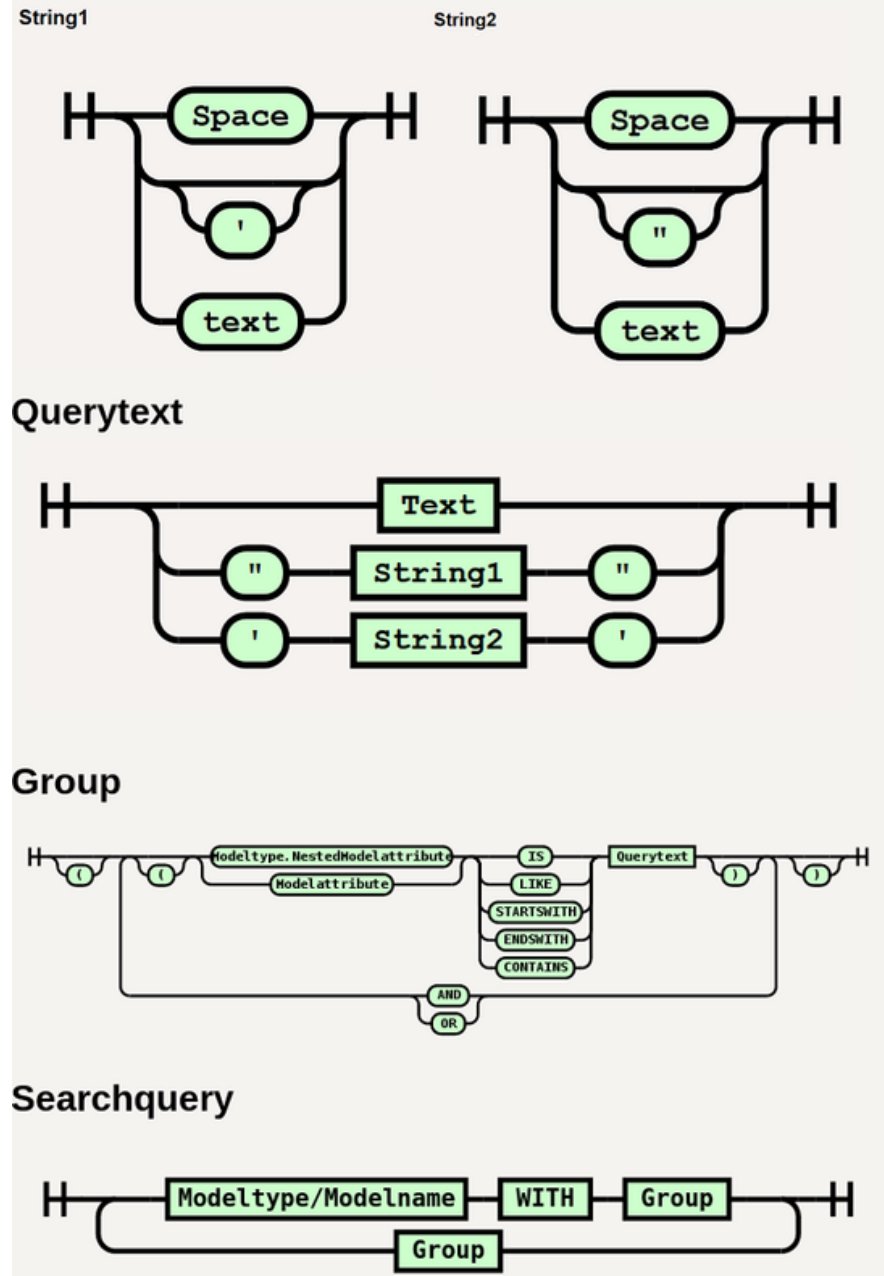 String1 String2
Space Space
' "
text text
Querytext
Text
" String1 "
' String2 '
Group
Modeltype.NestedModelattribute IS Querytext
( ( Modelattribute LIKE ) )
STARTSWITH
ENDSWITH
CONTAINS
AND
OR
Searchquery
Modeltype/Modelname WITH Group
Group